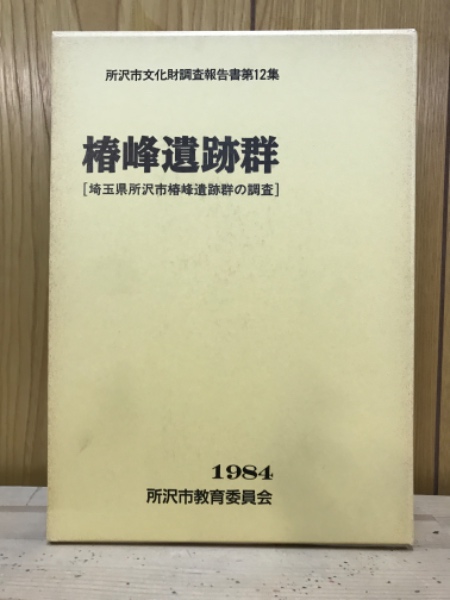 所沢市文化財調査報告書第12集
椿峰遺跡群
[埼玉県所沢市椿峰遺跡群の調査]
1984
所沢市教育委員会